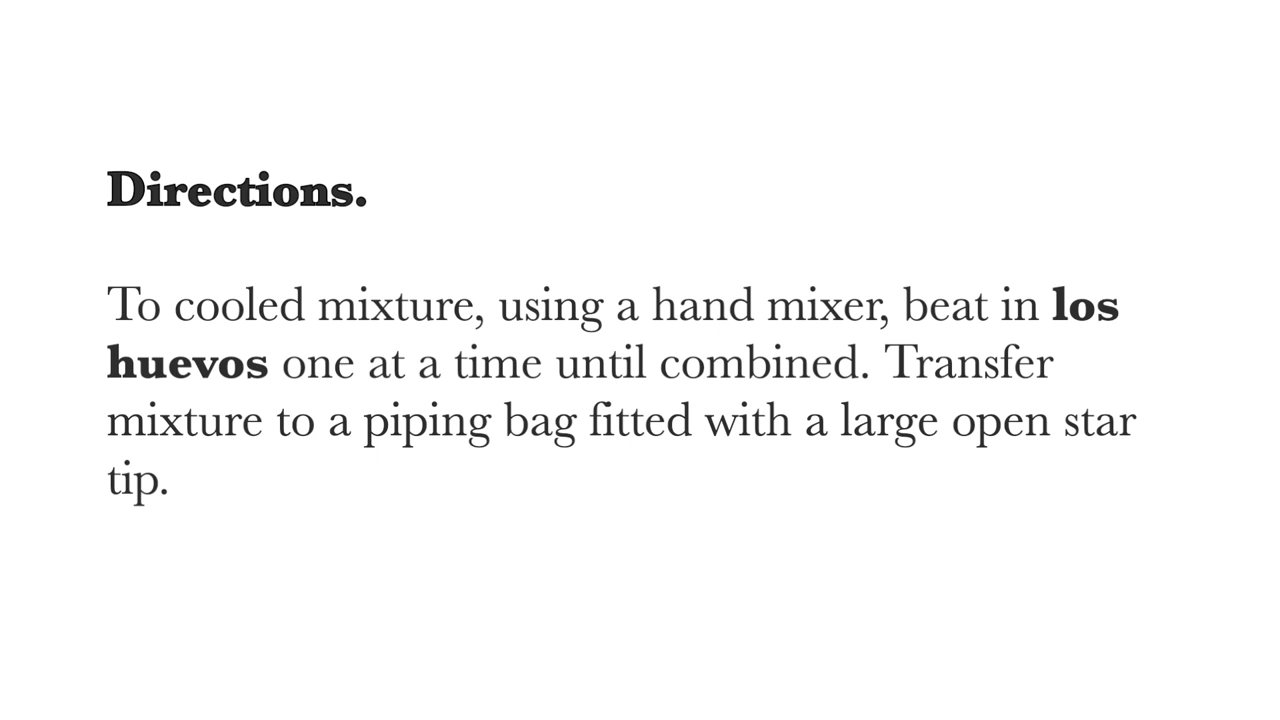 Directions.
To cooled mixture, using a hand mixer, beat in los
huevos one at a time until combined. Transfer
mixture to a piping bag fitted with a large open star
tip.